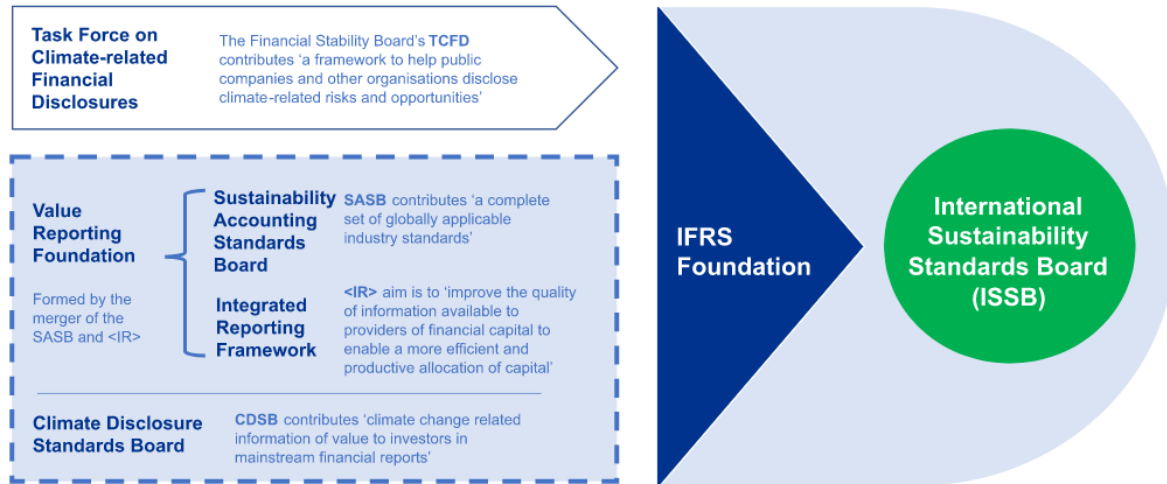 Task Force on
Climate-related
Financial
Disclosures
The Financial Stability Board's TCFD
contributes ‘a framework to help public
companies and other organisations disclose
climate-related risks and opportunities’
Value
Reporting
Foundation
Formed by the
merger of the
SASB and <IR>
Sustainability
Accounting
Standards
Board
SASB contributes ‘a complete
set of globally applicable
industry standards’
Integrated
Reporting
Framework
<IR> aim is to ‘improve the quality
of information available to
providers of financial capital to
enable a more efficient and
productive allocation of capital’
Climate Disclosure
Standards Board
CDSB contributes ‘climate change related
information of value to investors in
mainstream financial reports’
IFRS
Foundation
International
Sustainability
Standards Board
(ISSB)